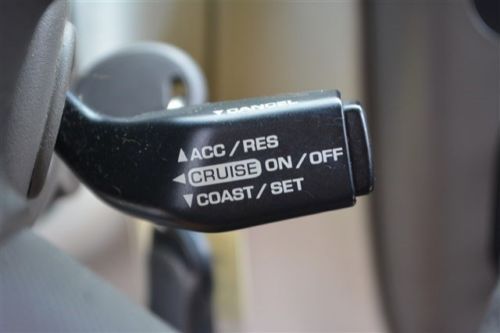 ▼CANCEL
▲ACC / RES
◀CRUISE ON / OFF
▼COAST / SET